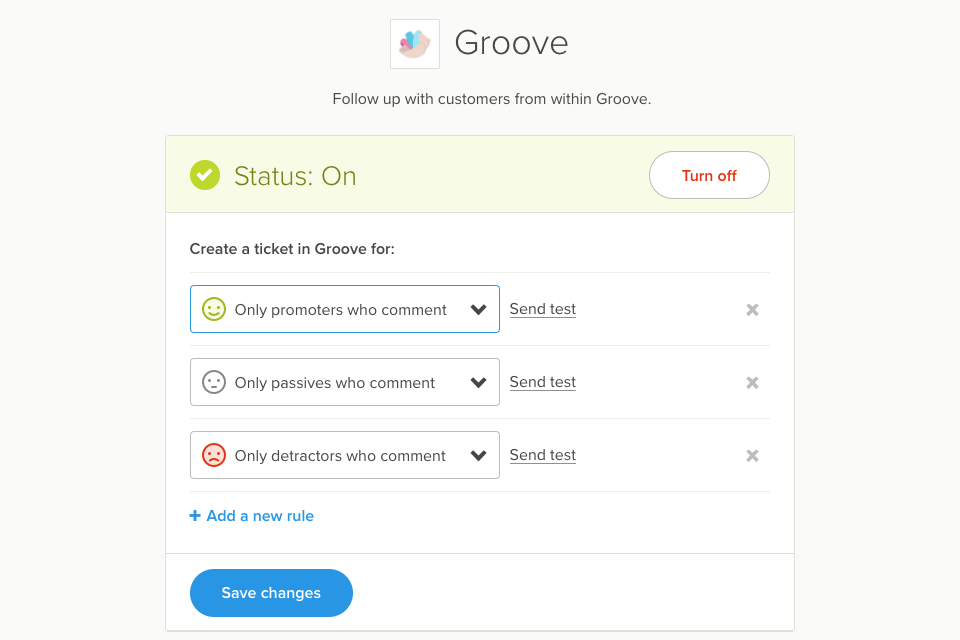 Groove
Follow up with customers from within Groove.
Status: On
Turn off
Create a ticket in Groove for:
Only promoters who comment
Send test
Only passives who comment
Send test
Only detractors who comment
Send test
Add a new rule
Save changes